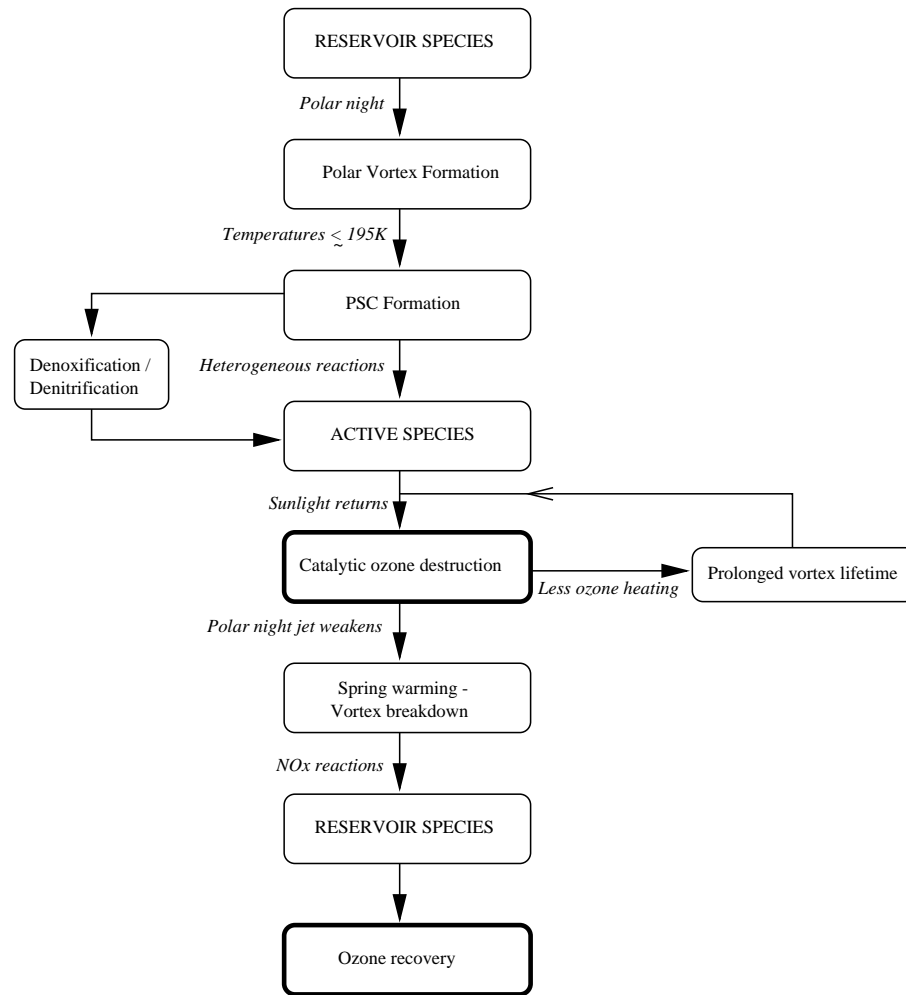 RESERVOIR SPECIES
Polar night
Polar Vortex Formation
Temperatures ≲ 195K
PSC Formation
Denoxification /
Denitrification
Heterogeneous reactions
ACTIVE SPECIES
Sunlight returns
Catalytic ozone destruction
Less ozone heating
Prolonged vortex lifetime
Polar night jet weakens
Spring warming -
Vortex breakdown
NOx reactions
RESERVOIR SPECIES
Ozone recovery